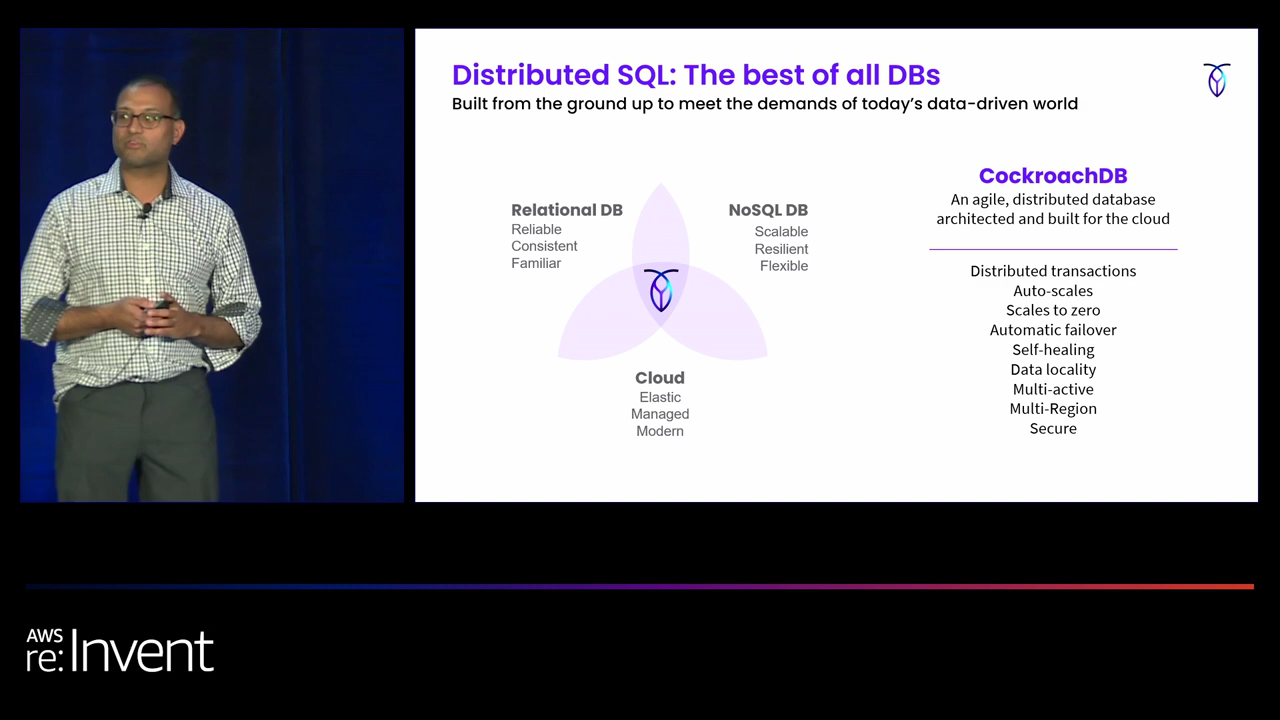 Distributed SQL: The best of all DBs
Built from the ground up to meet the demands of today's data-driven world
Relational DB
Reliable
Consistent
Familiar
NoSQL DB
Scalable
Resilient
Flexible
Cloud
Elastic
Managed
Modern
CockroachDB
An agile, distributed database
architected and built for the cloud
Distributed transactions
Auto-scales
Scales to zero
Automatic failover
Self-healing
Data locality
Multi-active
Multi-Region
Secure
AWS
re:Invent